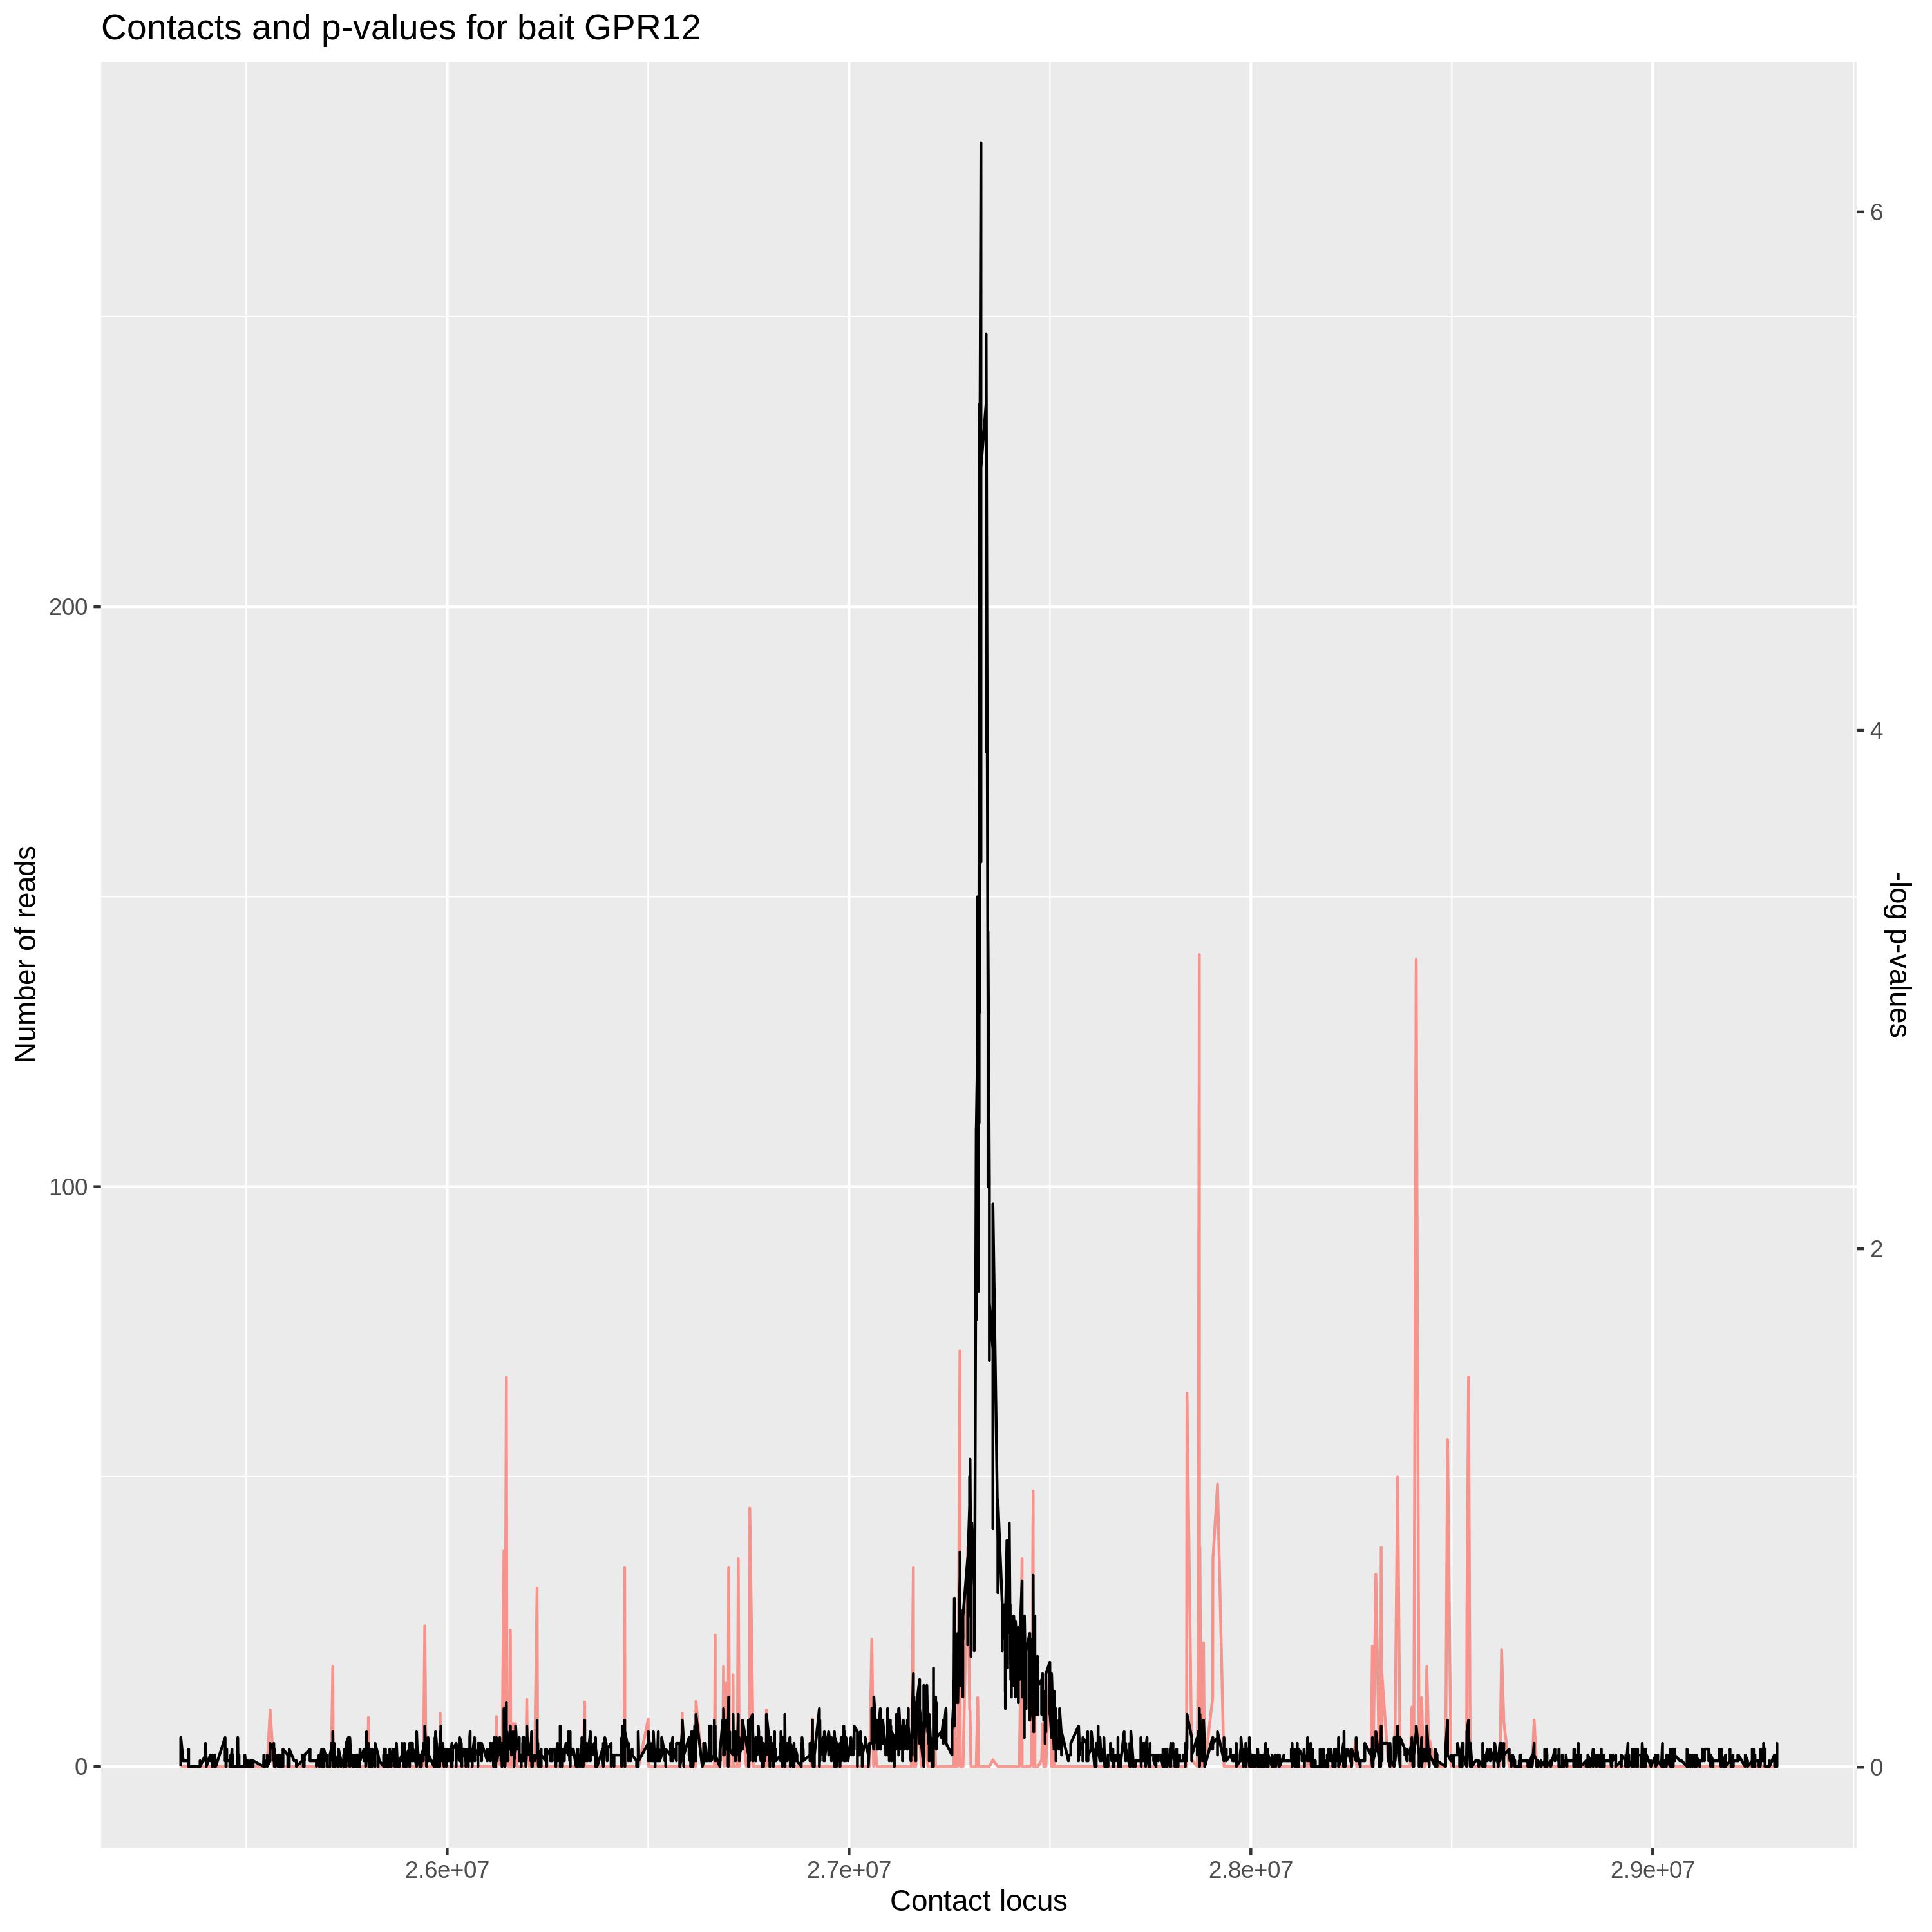 Contacts and p-values for bait GPR12
Number of reads
200
100
0
6
4
2
0
-log p-values
2.6e+07
2.7e+07
2.8e+07
2.9e+07
Contact locus